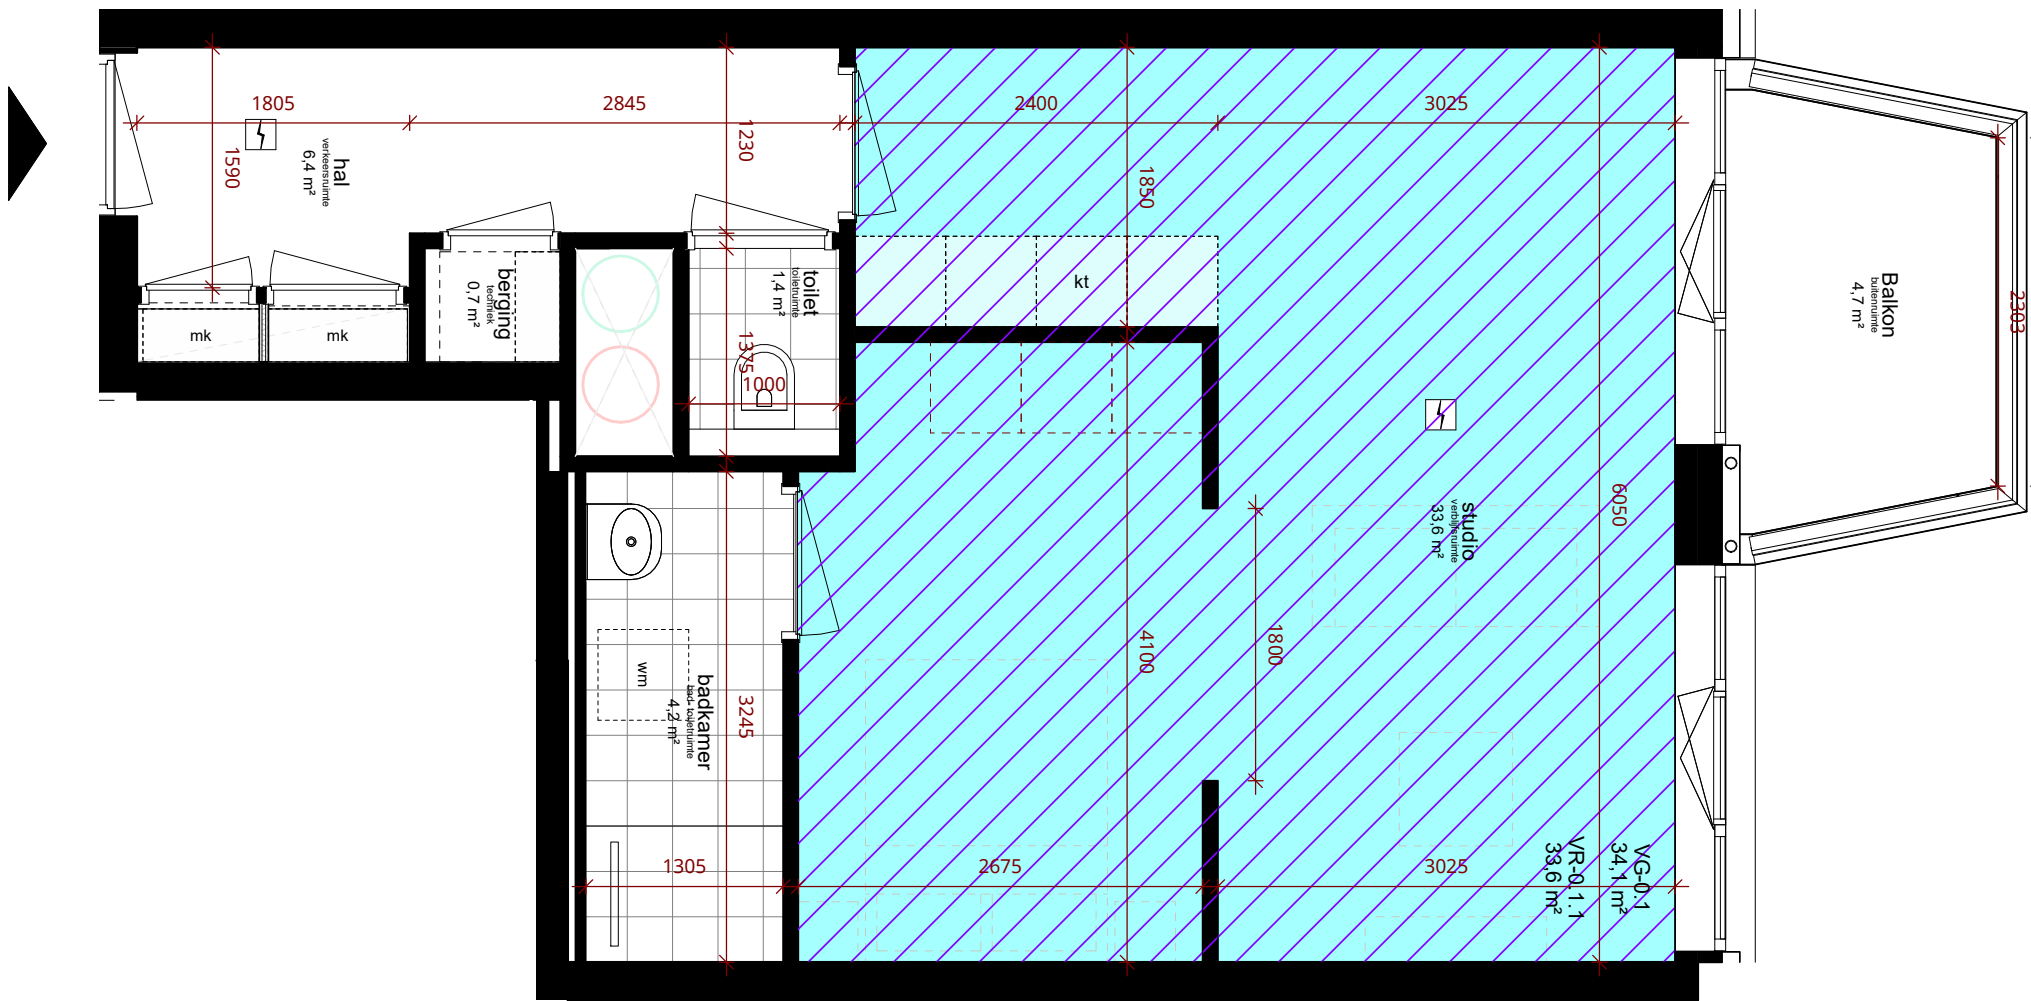 1805
2845
2400
3025
1230
1590
1850
hal
verkeersruimte
6,4 m²
berging
techniek
0,7 m²
toilet
toiletruimte
1,4 m²
kt
mk
mk
1375
1000
Balkon
buitenruimte
4,7 m²
2303
studio
verblijfsruimte
33,6 m²
6050
4100
1800
wm
badkamer
bad- toiletruimte
4,2 m²
3245
1305
2675
3025
VG-0.1
34,1 m²
VR-0.1.1
33,6 m²